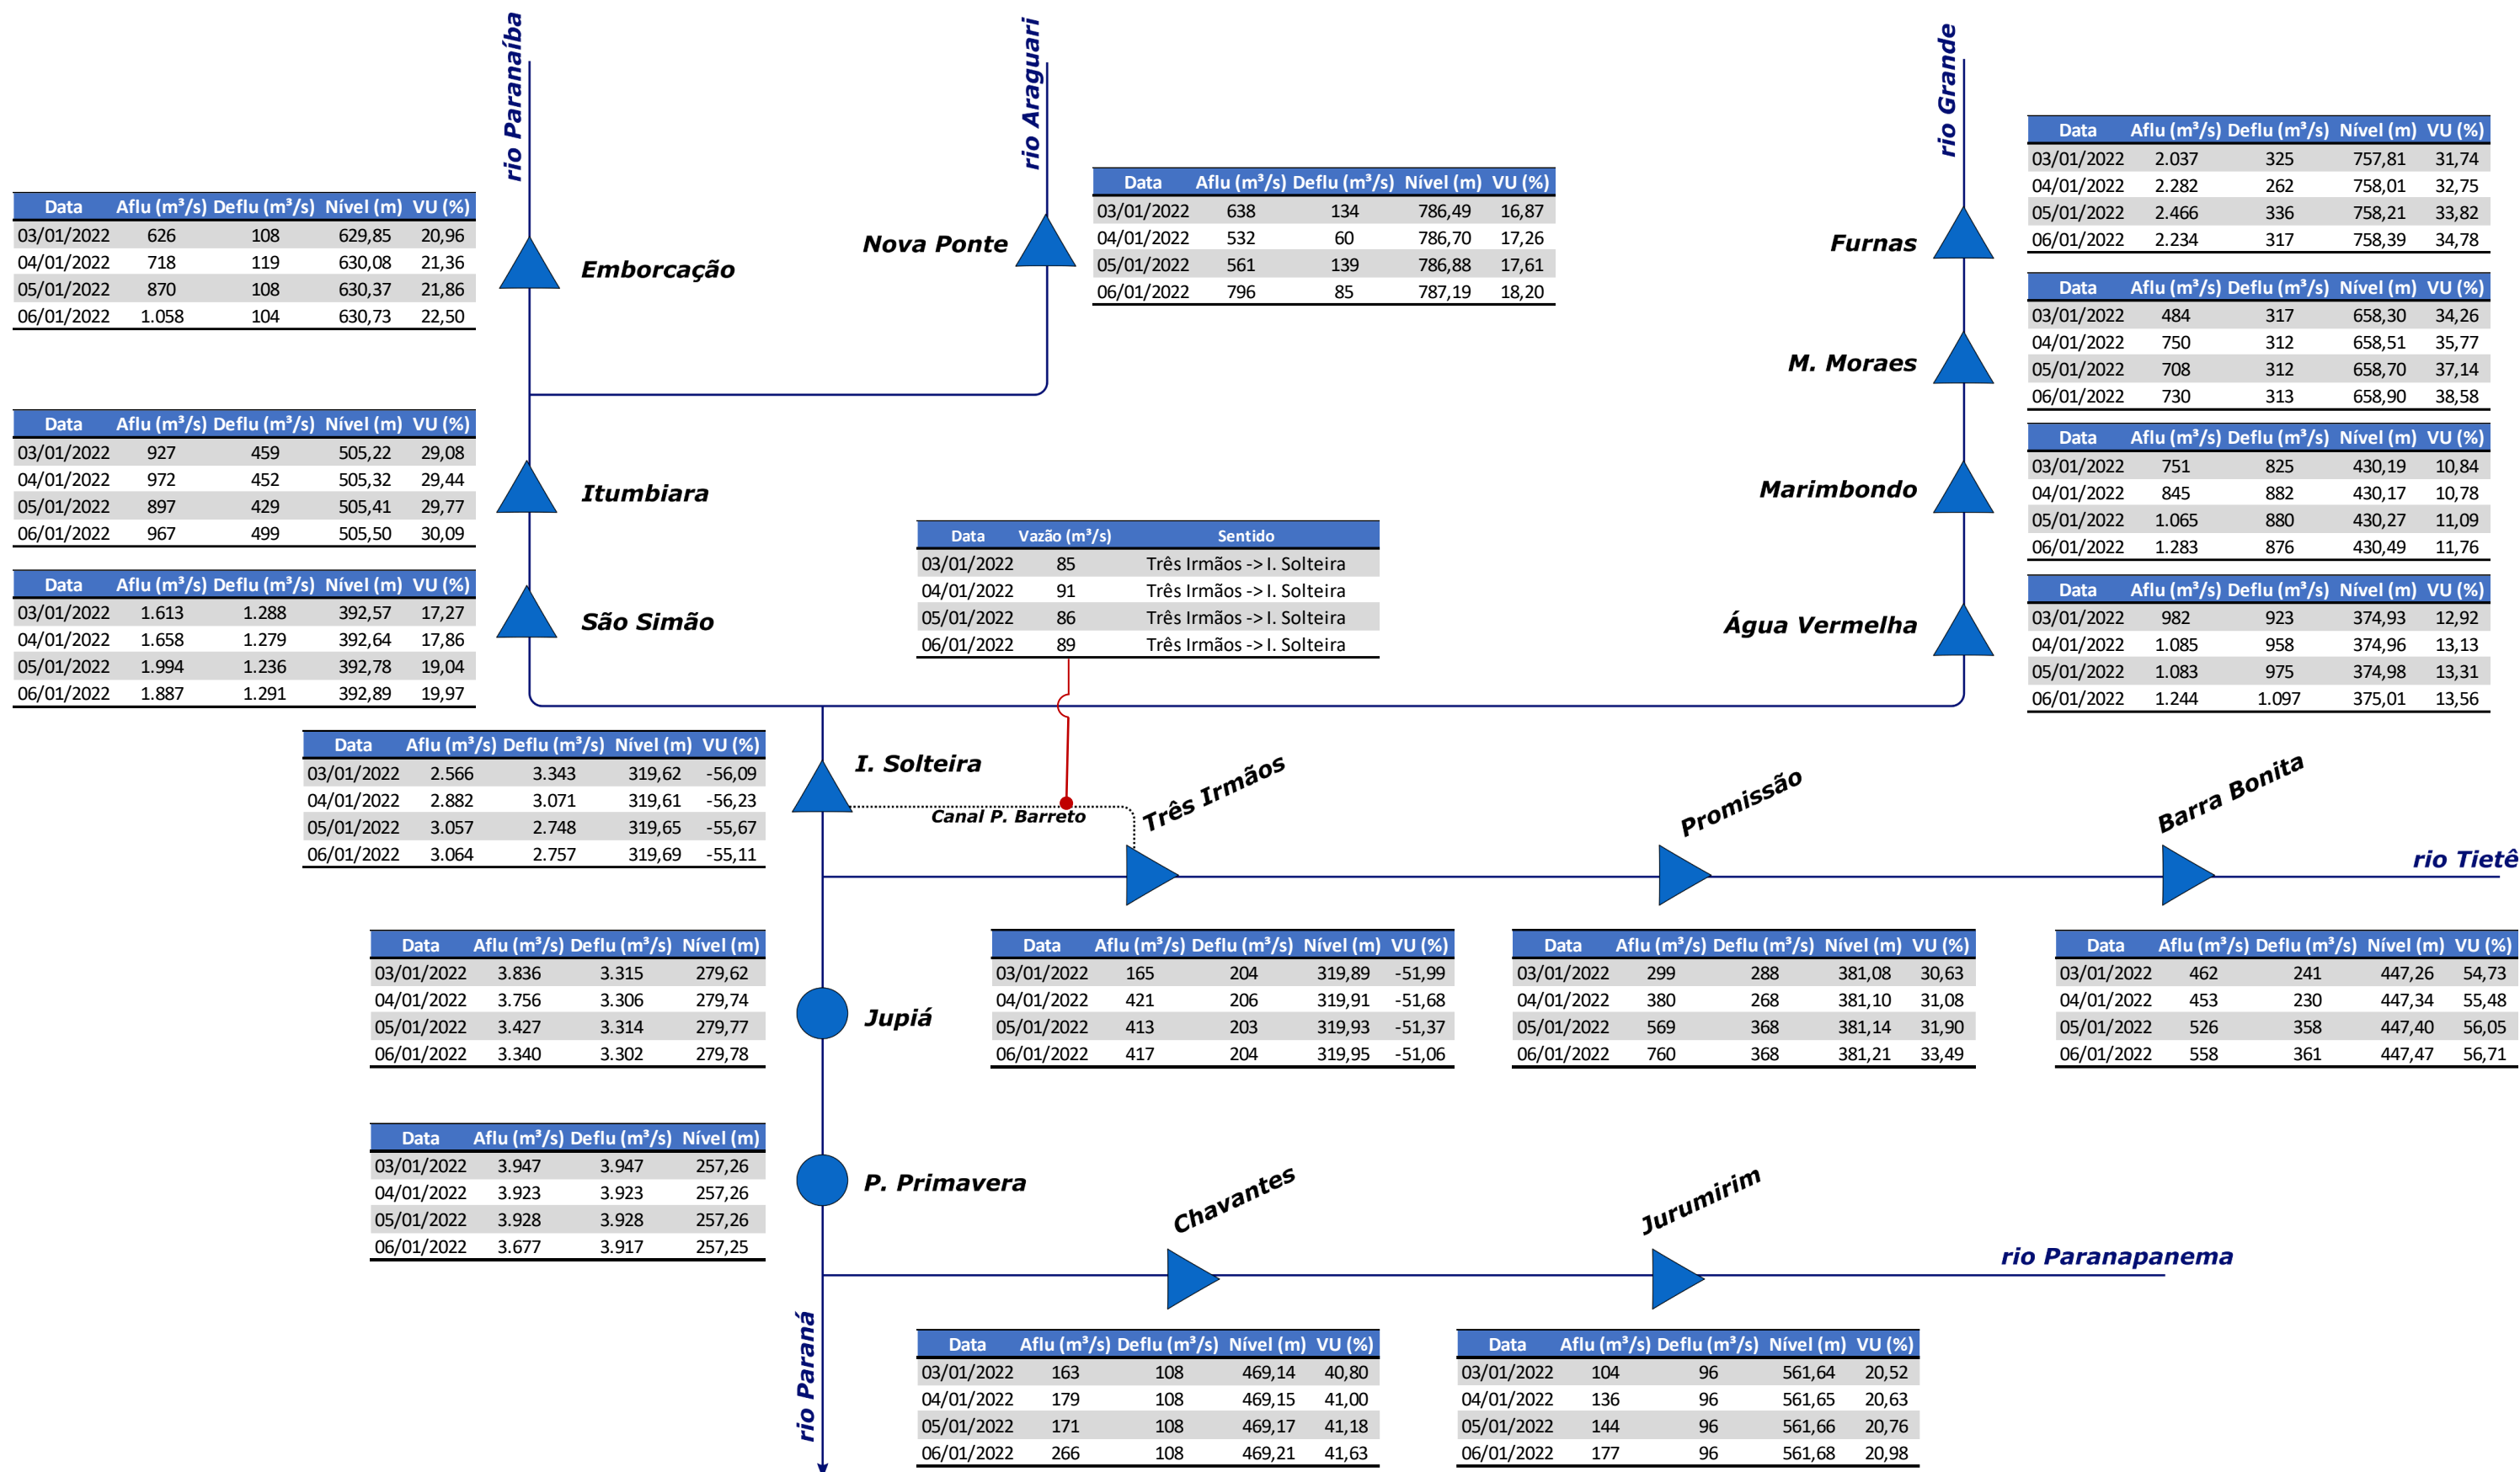 rio Paranaíba
rio Araguari
rio Grande
Data Aflu (m³/s) Deflu (m³/s) Nível (m) VU (%)
03/01/2022 626 108 629,85 20,96
04/01/2022 718 119 630,08 21,36
05/01/2022 870 108 630,37 21,86
06/01/2022 1.058 104 630,73 22,50
Emborcação
Nova Ponte
Data Aflu (m³/s) Deflu (m³/s) Nível (m) VU (%)
03/01/2022 638 134 786,49 16,87
04/01/2022 532 60 786,70 17,26
05/01/2022 561 139 786,88 17,61
06/01/2022 796 85 787,19 18,20
Furnas
Data Aflu (m³/s) Deflu (m³/s) Nível (m) VU (%)
03/01/2022 2.037 325 757,81 31,74
04/01/2022 2.282 262 758,01 32,75
05/01/2022 2.466 336 758,21 33,82
06/01/2022 2.234 317 758,39 34,78
M. Moraes
Data Aflu (m³/s) Deflu (m³/s) Nível (m) VU (%)
03/01/2022 484 317 658,30 34,26
04/01/2022 750 312 658,51 35,77
05/01/2022 708 312 658,70 37,14
06/01/2022 730 313 658,90 38,58
Data Aflu (m³/s) Deflu (m³/s) Nível (m) VU (%)
03/01/2022 927 459 505,22 29,08
04/01/2022 972 452 505,32 29,44
05/01/2022 897 429 505,41 29,77
06/01/2022 967 499 505,50 30,09
Itumbiara
Marimbondo
Data Aflu (m³/s) Deflu (m³/s) Nível (m) VU (%)
03/01/2022 751 825 430,19 10,84
04/01/2022 845 882 430,17 10,78
05/01/2022 1.065 880 430,27 11,09
06/01/2022 1.283 876 430,49 11,76
Data Vazão (m³/s) Sentido
03/01/2022 85 Três Irmãos -> I. Solteira
04/01/2022 91 Três Irmãos -> I. Solteira
05/01/2022 86 Três Irmãos -> I. Solteira
06/01/2022 89 Três Irmãos -> I. Solteira
Data Aflu (m³/s) Deflu (m³/s) Nível (m) VU (%)
03/01/2022 1.613 1.288 392,57 17,27
04/01/2022 1.658 1.279 392,64 17,86
05/01/2022 1.994 1.236 392,78 19,04
06/01/2022 1.887 1.291 392,89 19,97
São Simão
Água Vermelha
Data Aflu (m³/s) Deflu (m³/s) Nível (m) VU (%)
03/01/2022 982 923 374,93 12,92
04/01/2022 1.085 958 374,96 13,13
05/01/2022 1.083 975 374,98 13,31
06/01/2022 1.244 1.097 375,01 13,56
Data Aflu (m³/s) Deflu (m³/s) Nível (m) VU (%)
03/01/2022 2.566 3.343 319,62 -56,09
04/01/2022 2.882 3.071 319,61 -56,23
05/01/2022 3.057 2.748 319,65 -55,67
06/01/2022 3.064 2.757 319,69 -55,11
I. Solteira
Canal P. Barreto
Três Irmãos
Promissão
Barra Bonita
rio Tietê
Data Aflu (m³/s) Deflu (m³/s) Nível (m)
03/01/2022 3.836 3.315 279,62
04/01/2022 3.756 3.306 279,74
05/01/2022 3.427 3.314 279,77
06/01/2022 3.340 3.302 279,78
Jupiá
Data Aflu (m³/s) Deflu (m³/s) Nível (m) VU (%)
03/01/2022 165 204 319,89 -51,99
04/01/2022 421 206 319,91 -51,68
05/01/2022 413 203 319,93 -51,37
06/01/2022 417 204 319,95 -51,06
Data Aflu (m³/s) Deflu (m³/s) Nível (m) VU (%)
03/01/2022 299 288 381,08 30,63
04/01/2022 380 268 381,10 31,08
05/01/2022 569 368 381,14 31,90
06/01/2022 760 368 381,21 33,49
Data Aflu (m³/s) Deflu (m³/s) Nível (m) VU (%)
03/01/2022 462 241 447,26 54,73
04/01/2022 453 230 447,34 55,48
05/01/2022 526 358 447,40 56,05
06/01/2022 558 361 447,47 56,71
Data Aflu (m³/s) Deflu (m³/s) Nível (m)
03/01/2022 3.947 3.947 257,26
04/01/2022 3.923 3.923 257,26
05/01/2022 3.928 3.928 257,26
06/01/2022 3.677 3.917 257,25
P. Primavera
Chavantes
Jurumirim
rio Paranapanema
rio Paraná
Data Aflu (m³/s) Deflu (m³/s) Nível (m) VU (%)
03/01/2022 163 108 469,14 40,80
04/01/2022 179 108 469,15 41,00
05/01/2022 171 108 469,17 41,18
06/01/2022 266 108 469,21 41,63
Data Aflu (m³/s) Deflu (m³/s) Nível (m) VU (%)
03/01/2022 104 96 561,64 20,52
04/01/2022 136 96 561,65 20,63
05/01/2022 144 96 561,66 20,76
06/01/2022 177 96 561,68 20,98